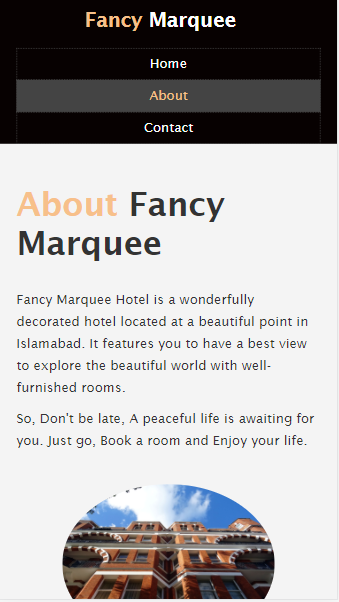 Fancy Marquee
Home
About
Contact
About Fancy
Marquee
Fancy Marquee Hotel is a wonderfully
decorated hotel located at a beautiful point in
Islamabad. It features you to have a best view
to explore the beautiful world with well-
furnished rooms.
So, Don't be late, A peaceful life is awaiting for
you. Just go, Book a room and Enjoy your life.